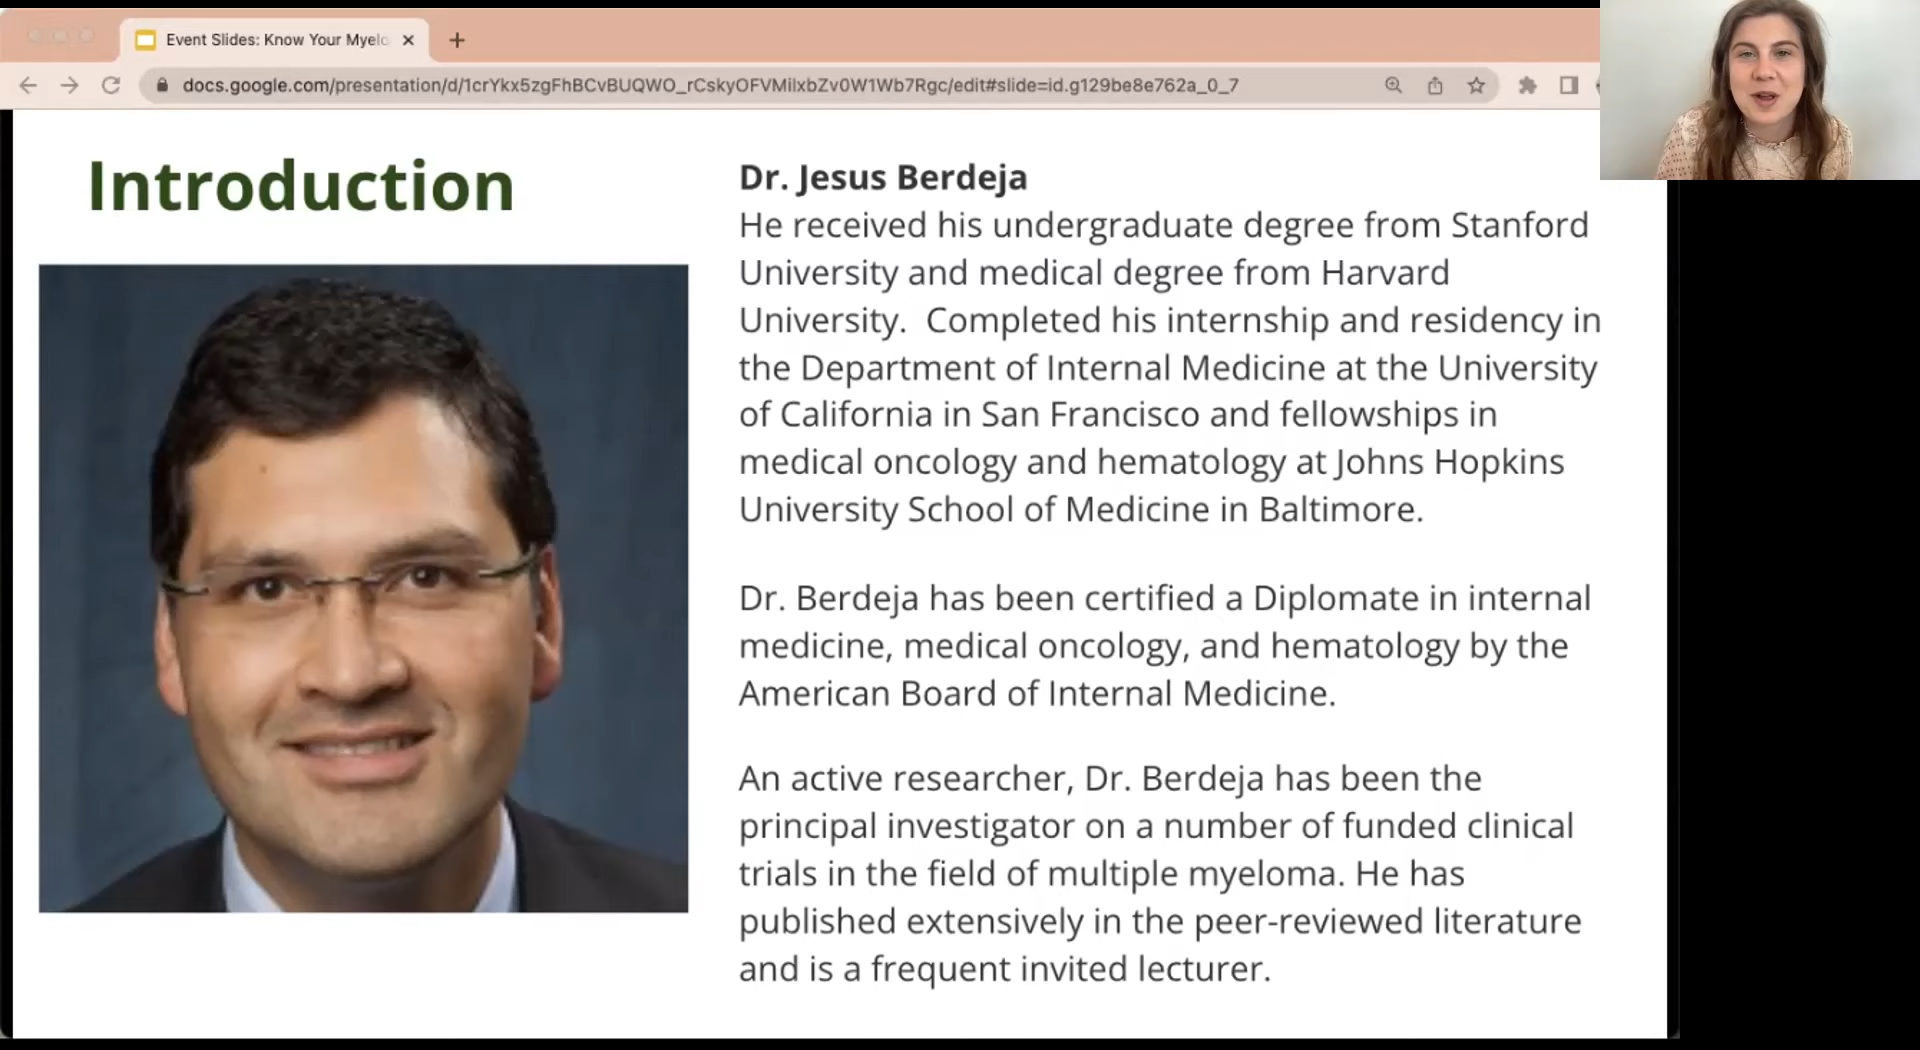 Event Slides: Know Your Myelo
docs.google.com/presentation/d/1crYkx5zgFhBCvBUQWO_rCskyOFVMilxbZv0W1Wb7Rgc/edit#slide=id.g129be8e762a_0_7
Introduction
Dr. Jesus Berdeja
He received his undergraduate degree from Stanford
University and medical degree from Harvard
University.  Completed his internship and residency in
the Department of Internal Medicine at the University
of California in San Francisco and fellowships in
medical oncology and hematology at Johns Hopkins
University School of Medicine in Baltimore.
Dr. Berdeja has been certified a Diplomate in internal
medicine, medical oncology, and hematology by the
American Board of Internal Medicine.
An active researcher, Dr. Berdeja has been the
principal investigator on a number of funded clinical
trials in the field of multiple myeloma. He has
published extensively in the peer-reviewed literature
and is a frequent invited lecturer.